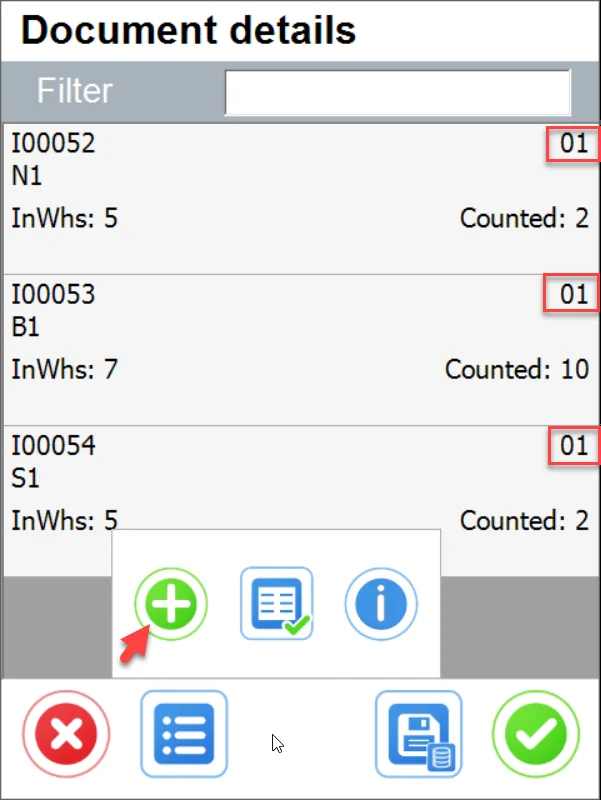 Document details
Filter
I00052 01
N1
InWhs: 5 Counted: 2
I00053 01
B1
InWhs: 7 Counted: 10
I00054 01
S1
InWhs: 5 Counted: 2